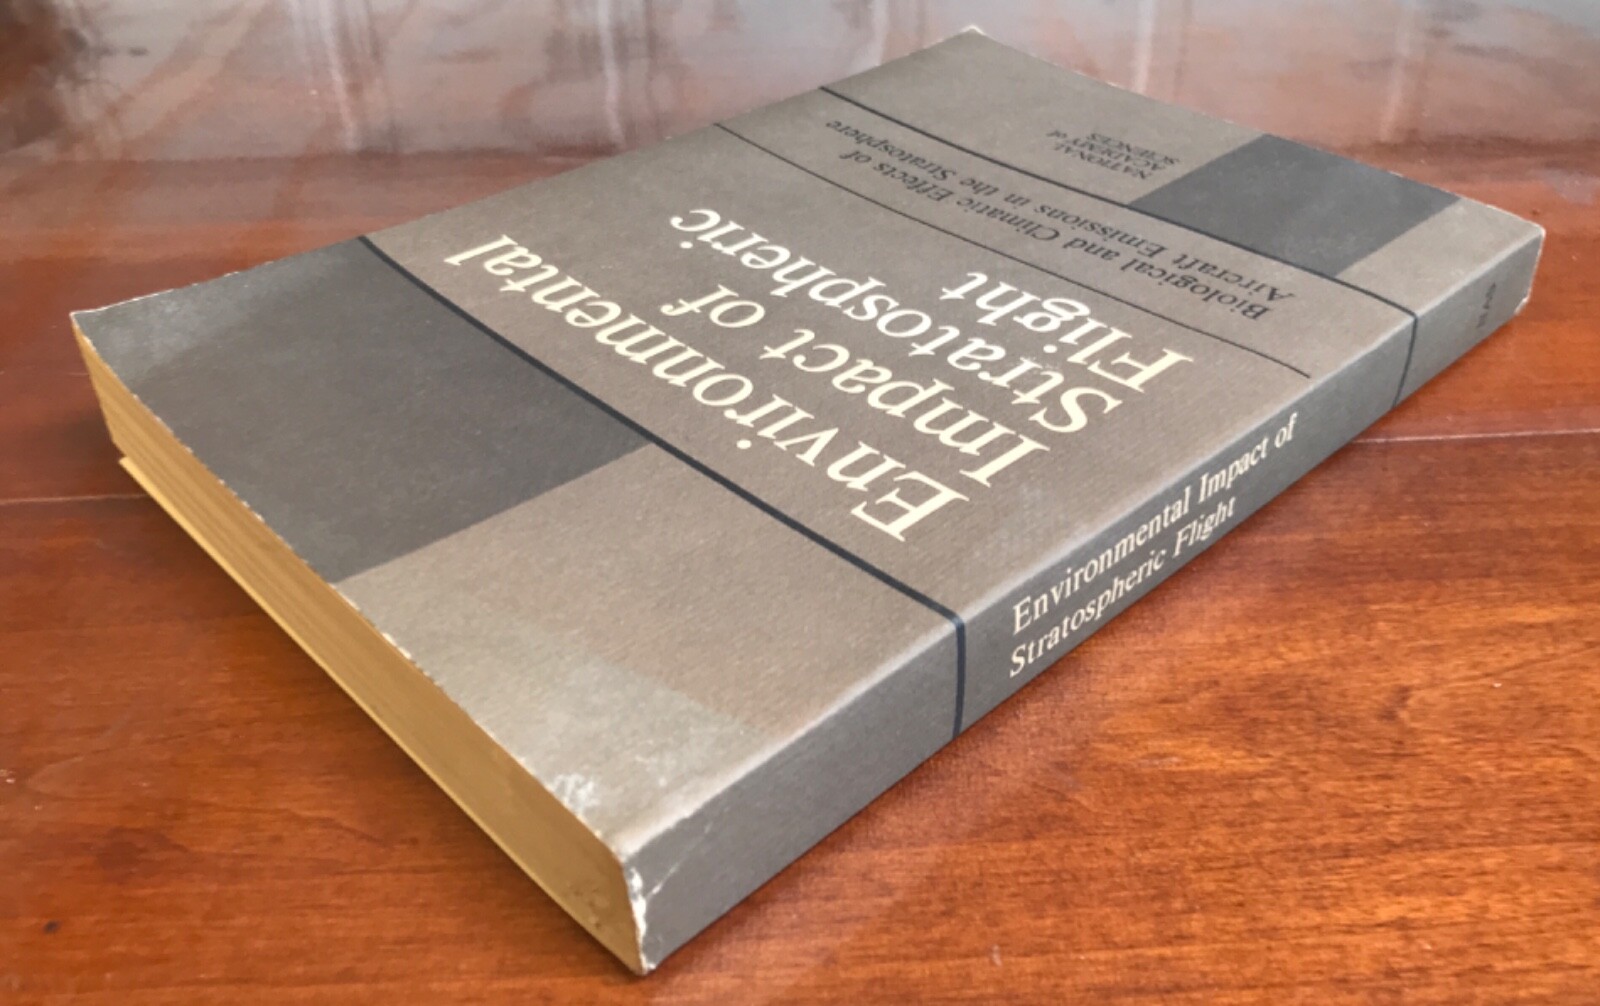 Environmental
Impact of
Stratospheric
Flight
Biological and Climatic Effects of
Aircraft Emissions in the Stratosphere
NATIONAL
ACADEMY of
SCIENCES
Environmental Impact of
Stratospheric Flight
NAS